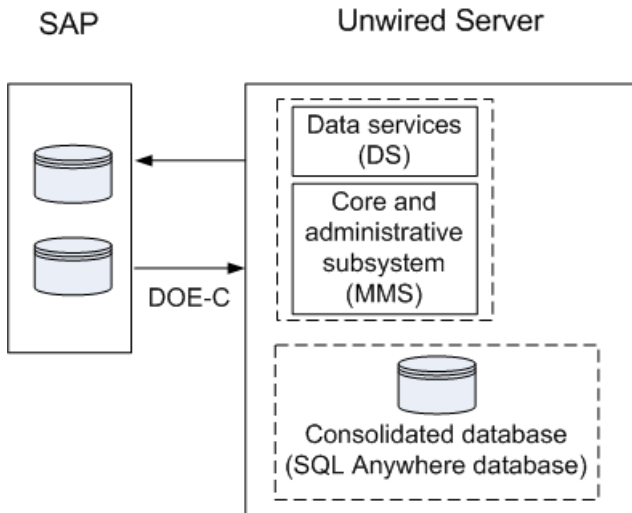 SAP
Unwired Server
Data services
(DS)
Core and
administrative
subsystem
(MMS)
DOE-C
Consolidated database
(SQL Anywhere database)